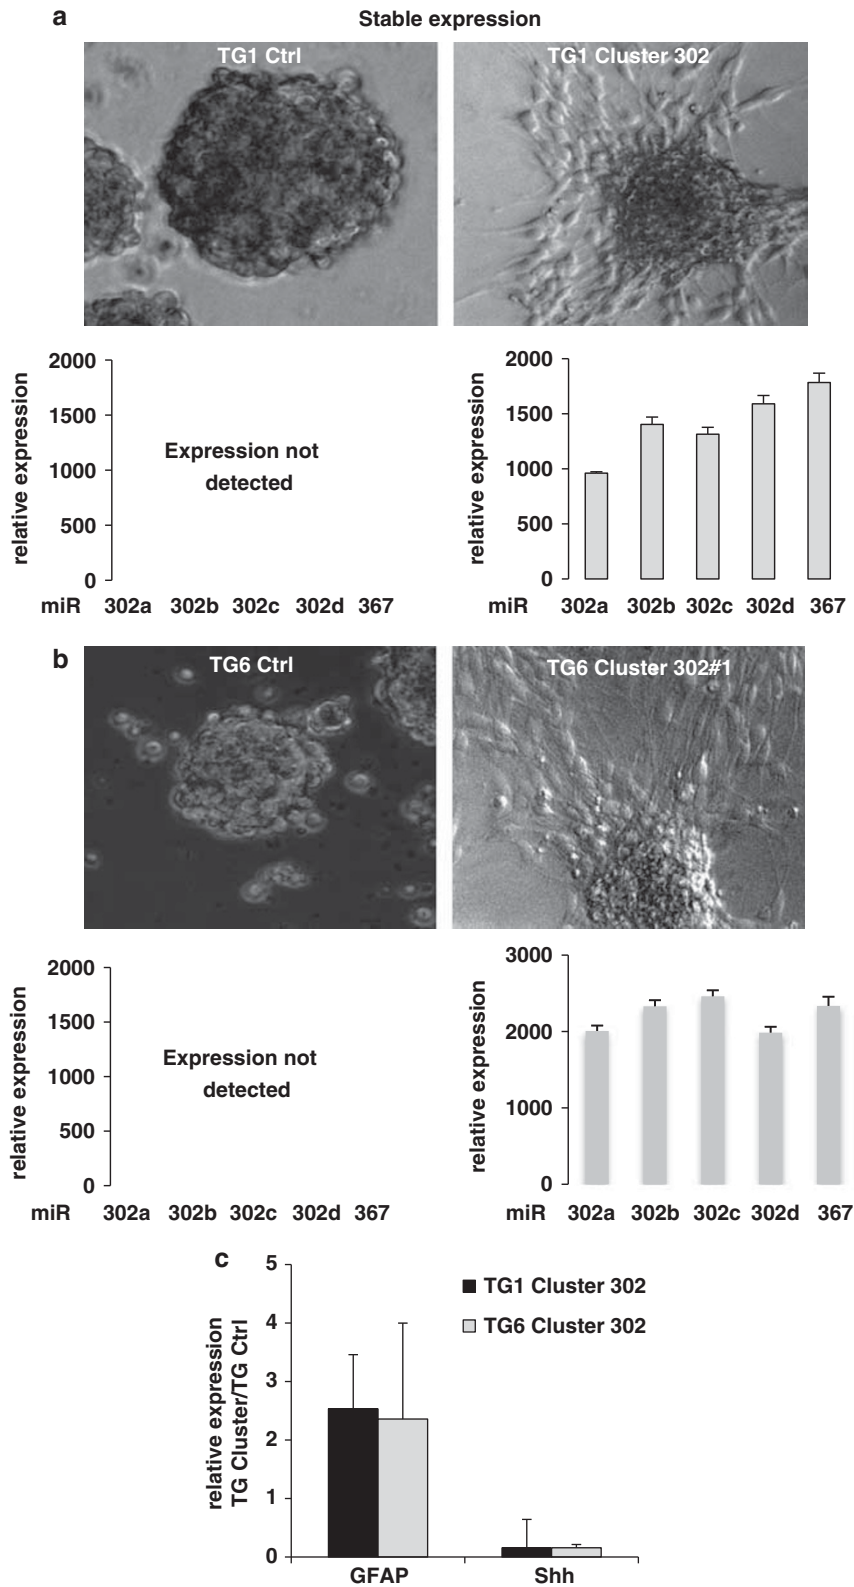 a
Stable expression
TG1 Ctrl
TG1 Cluster 302
relative expression
2000
1500
1000
500
0
Expression not
detected
miR 302a 302b 302c 302d 367
relative expression
2000
1500
1000
500
0
miR 302a 302b 302c 302d 367
b
TG6 Ctrl
TG6 Cluster 302#1
relative expression
2000
1500
1000
500
0
Expression not
detected
miR 302a 302b 302c 302d 367
relative expression
3000
2000
1000
0
miR 302a 302b 302c 302d 367
c
relative expression
TG Cluster/TG Ctrl
5
4
3
2
1
0
TG1 Cluster 302
TG6 Cluster 302
GFAP Shh